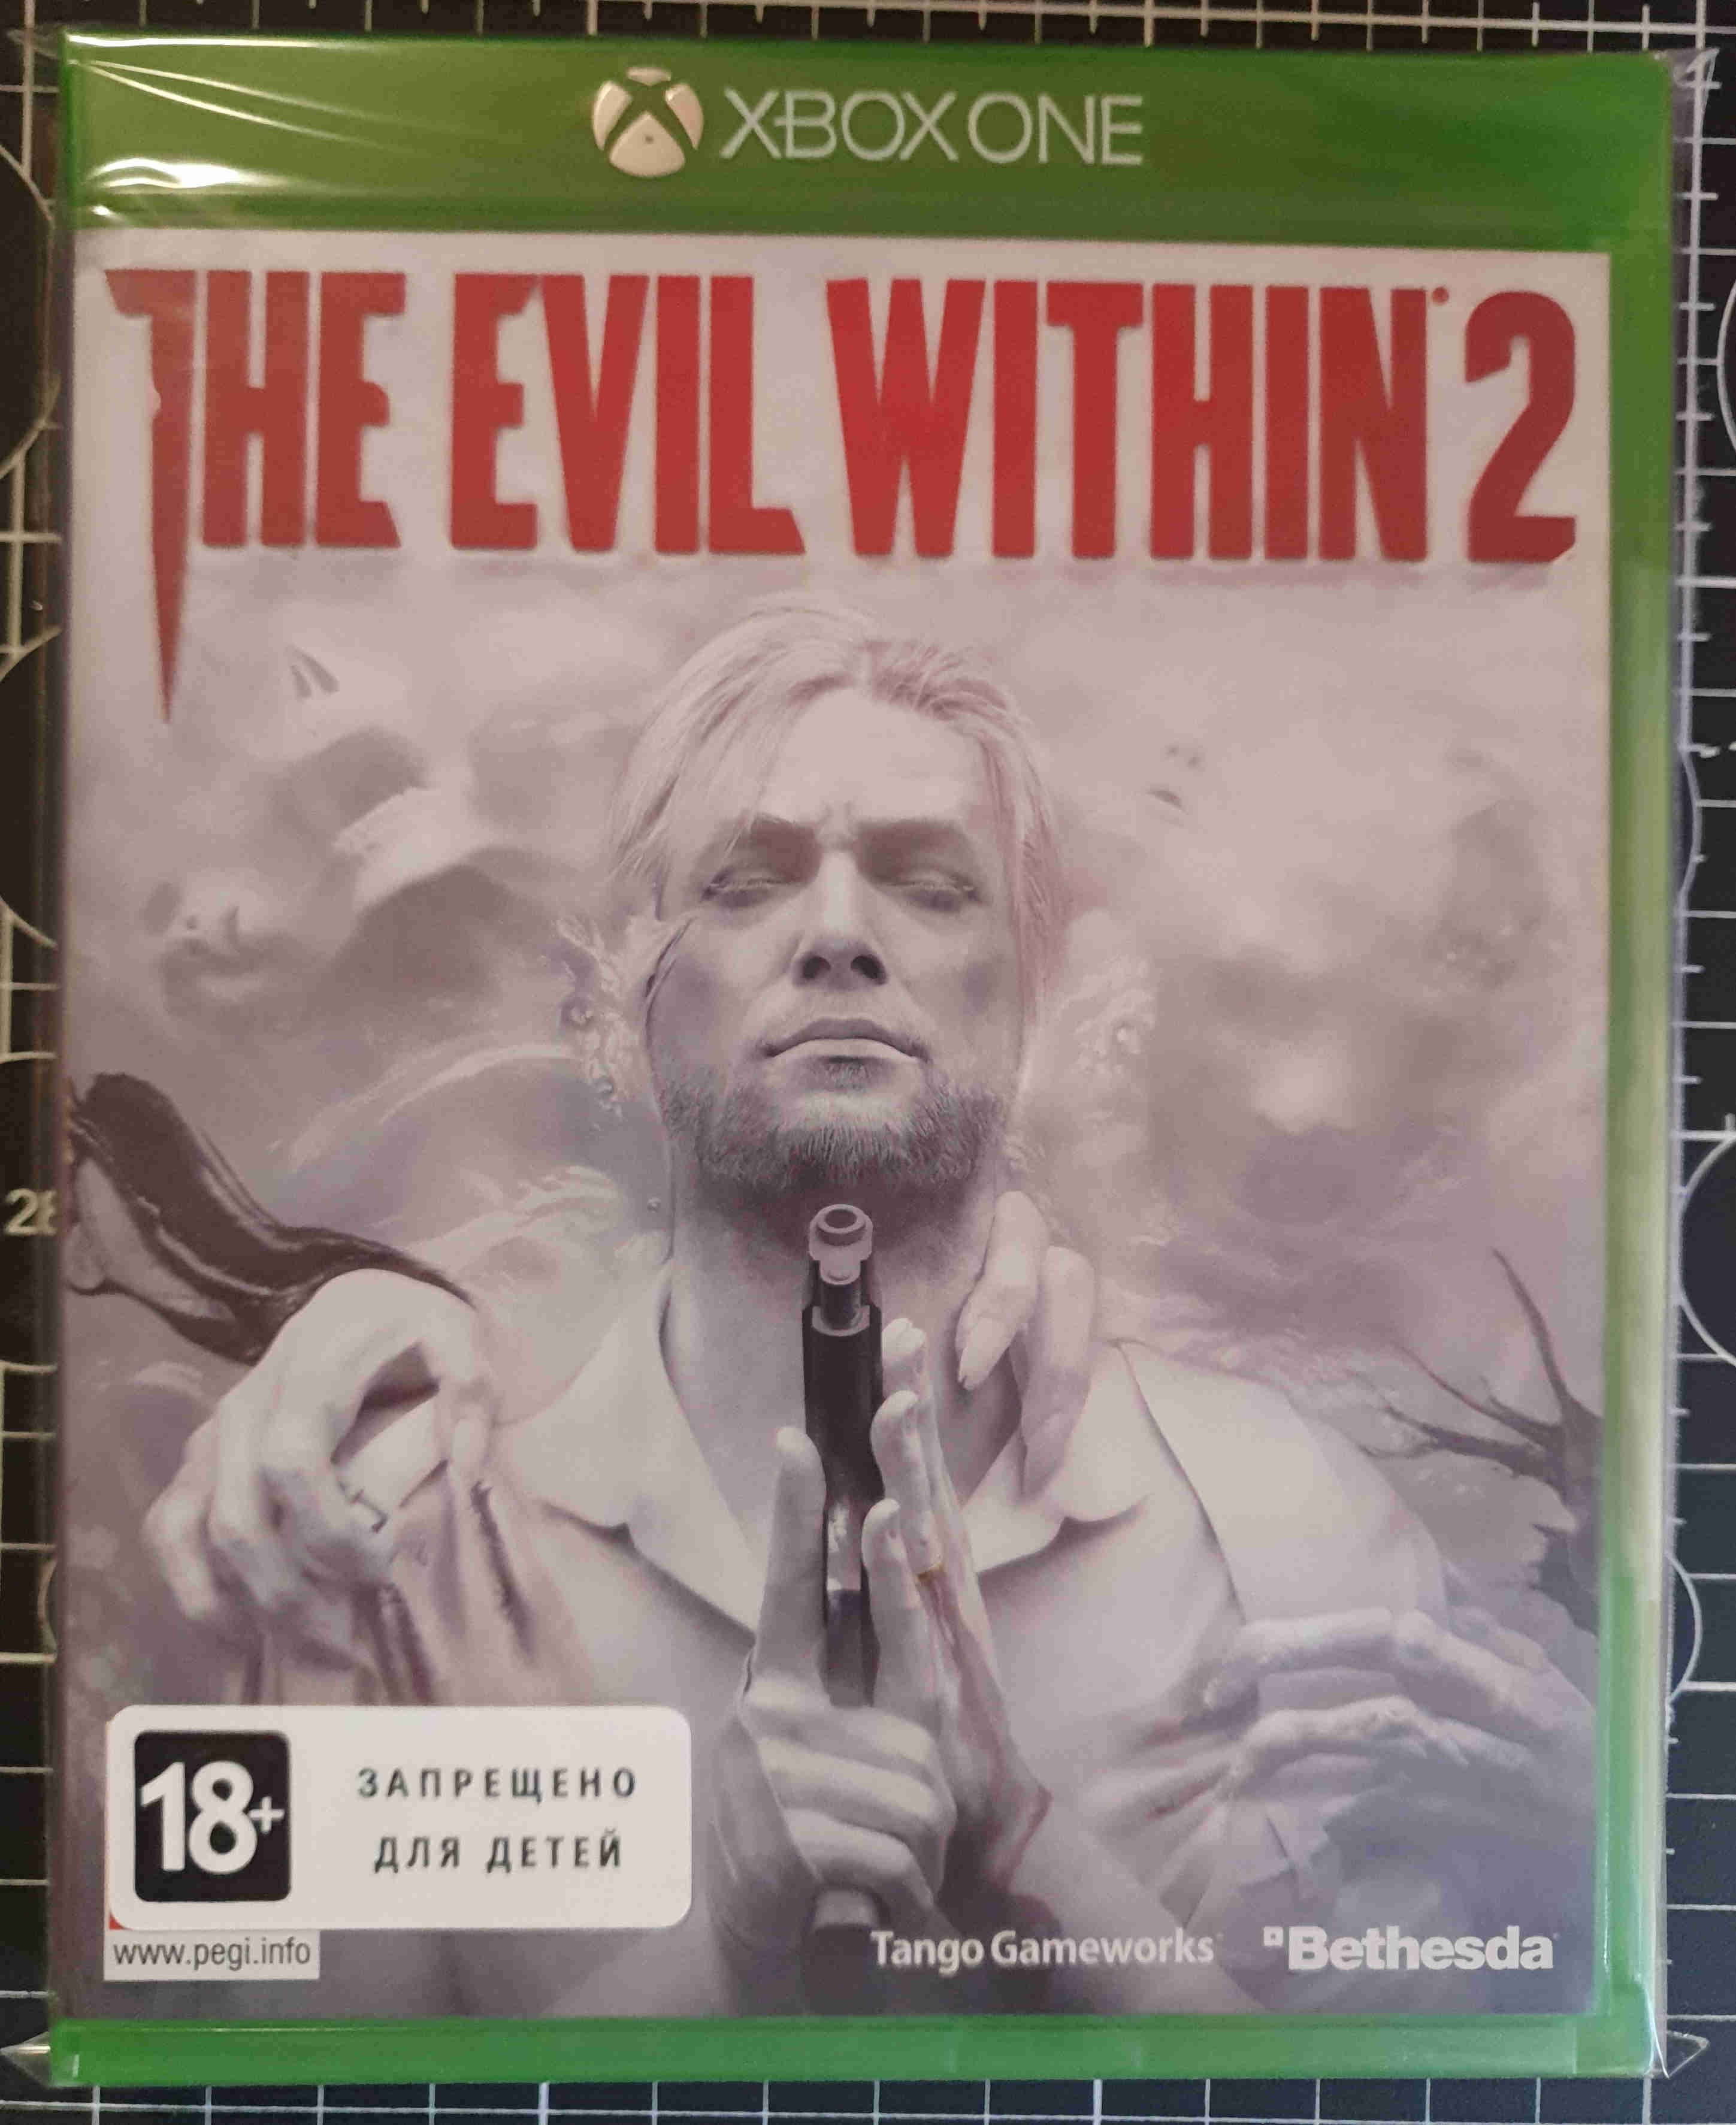 XBOX ONE
THE EVIL WITHIN 2
18+
ЗАПРЕЩЕНО
ДЛЯ ДЕТЕЙ
www.pegi.info
Tango Gameworks
Bethesda